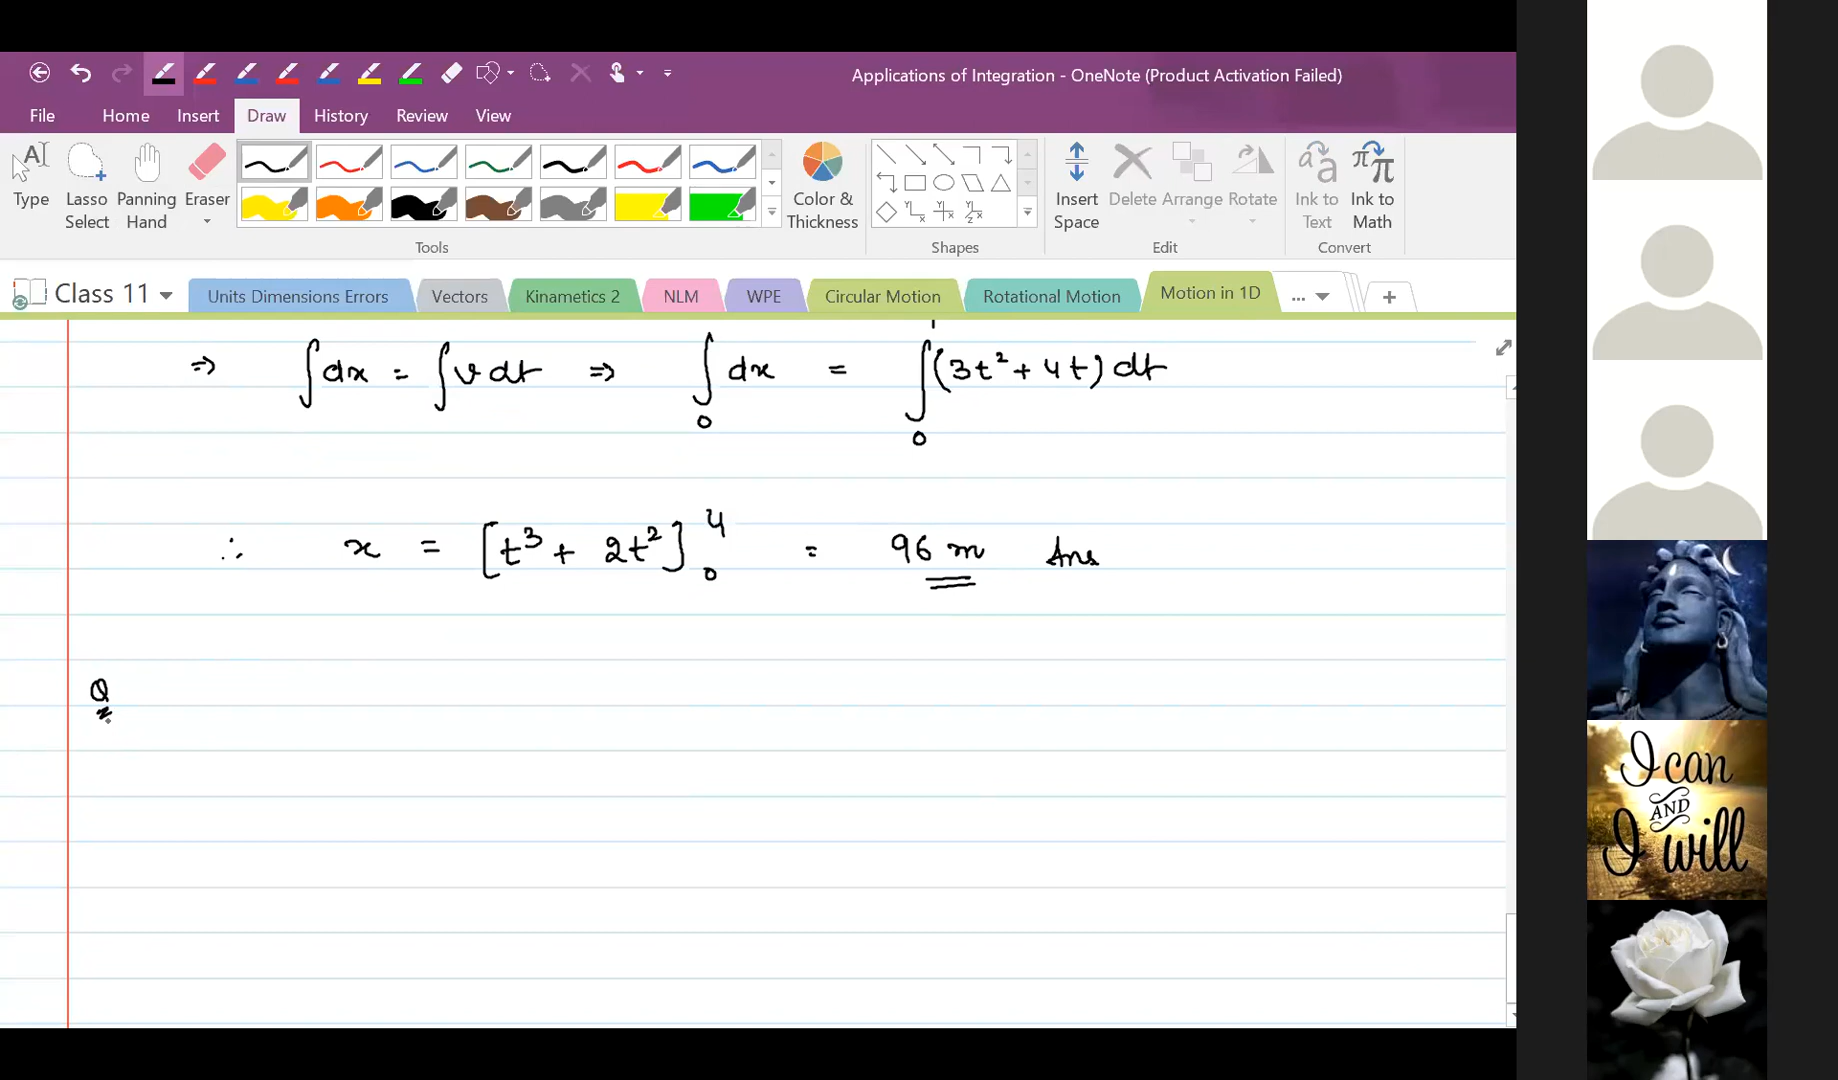 Applications of Integration - OneNote (Product Activation Failed)
File Home Insert Draw History Review View
Type Lasso Select Panning Hand Eraser Color & Thickness Insert Space Delete Arrange Rotate Ink to Text Ink to Math
Tools Shapes Edit Convert
Class 11 Units Dimensions Errors Vectors Kinametics 2 NLM WPE Circular Motion Rotational Motion Motion in 1D ... +
⇒ ∫dx = ∫v dt ⇒ ∫₀ dx = ∫₀ (3t² + 4t) dt
∴ x = [t³ + 2t²]₀⁴ = 96 m Ans
Q
I can
AND
I will